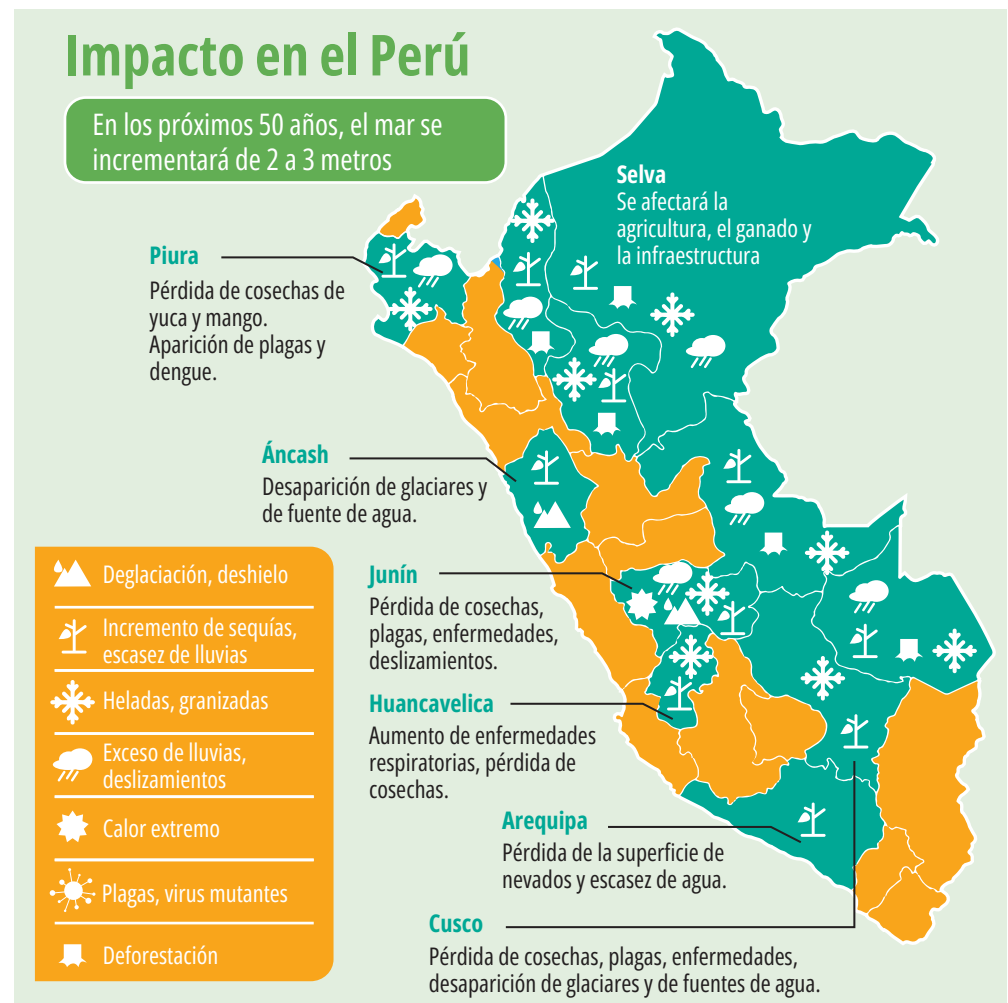 Impacto en el Perú
En los próximos 50 años, el mar se
incrementará de 2 a 3 metros
Selva
Se afectará la
agricultura, el ganado y
la infraestructura
Piura
Pérdida de cosechas de
yuca y mango.
Aparición de plagas y
dengue.
Áncash
Desaparición de glaciares y
de fuente de agua.
Junín
Pérdida de cosechas,
plagas, enfermedades,
deslizamientos.
Huancavelica
Aumento de enfermedades
respiratorias, pérdida de
cosechas.
Arequipa
Pérdida de la superficie de
nevados y escasez de agua.
Cusco
Pérdida de cosechas, plagas, enfermedades,
desaparición de glaciares y de fuentes de agua.
Deglaciación, deshielo
Incremento de sequías,
escasez de lluvias
Heladas, granizadas
Exceso de lluvias,
deslizamientos
Calor extremo
Plagas, virus mutantes
Deforestación